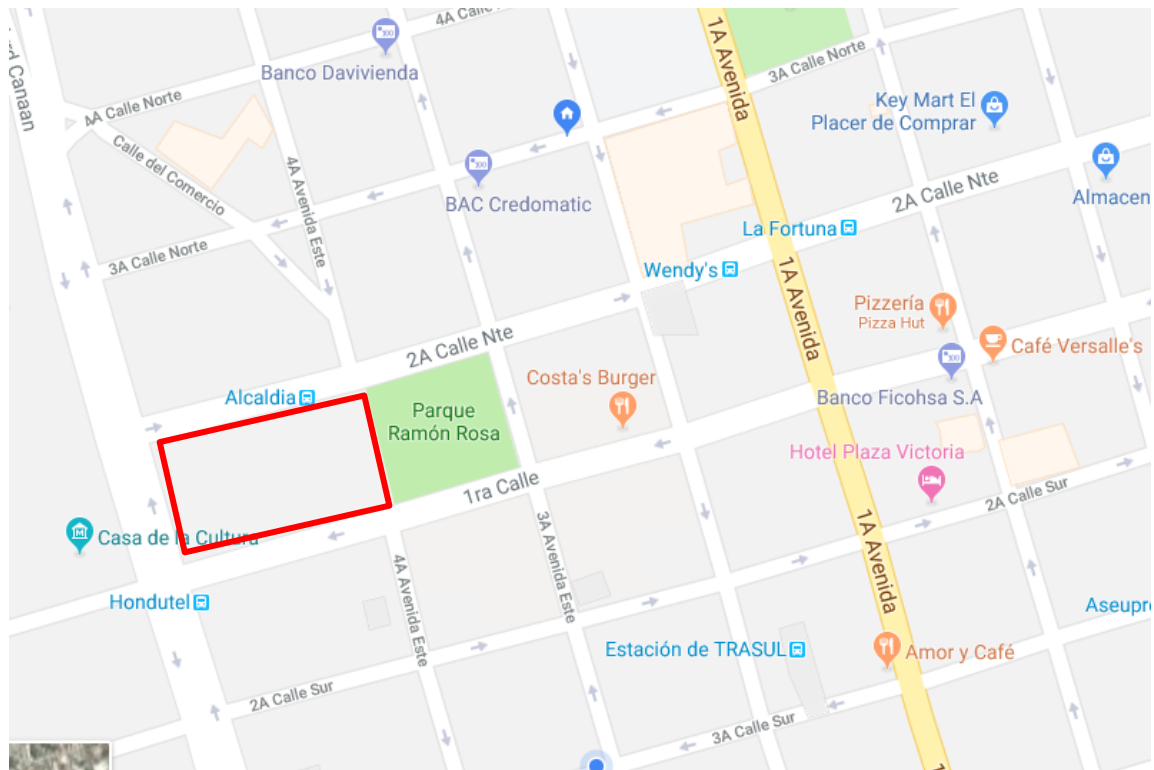 4A Calle
Banco Davivienda
rd Canaan
4A Calle Norte
Calle del Comercio
4A Avenida Este
BAC Credomatic
3A Calle Norte
1A Avenida
3A Calle Norte
Key Mart El
Placer de Comprar
2A Calle Nte
Almacen
La Fortuna
Wendy's
1A Avenida
Pizzería
Pizza Hut
Café Versalle's
Banco Ficohsa S.A
2A Calle Nte
Alcaldia
Costa's Burger
Parque
Ramón Rosa
1ra Calle
Hotel Plaza Victoria
2A Calle Sur
Casa de la Cultura
3A Avenida Este
1A Avenida
4A Avenida Este
Hondutel
Aseupr
Estación de TRASUL
Amor y Café
2A Calle Sur
3A Calle Sur